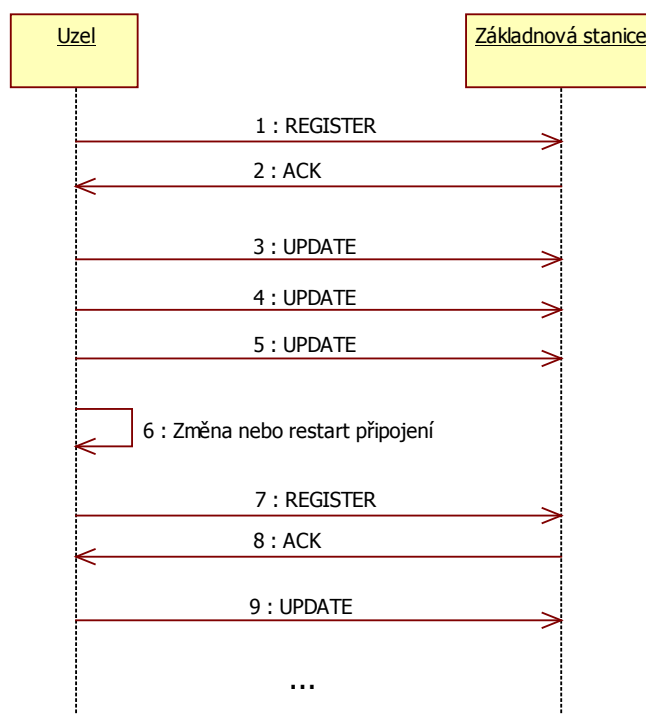 Uzel
Základnová stanice
1 : REGISTER
2 : ACK
3 : UPDATE
4 : UPDATE
5 : UPDATE
6 : Změna nebo restart připojení
7 : REGISTER
8 : ACK
9 : UPDATE
...